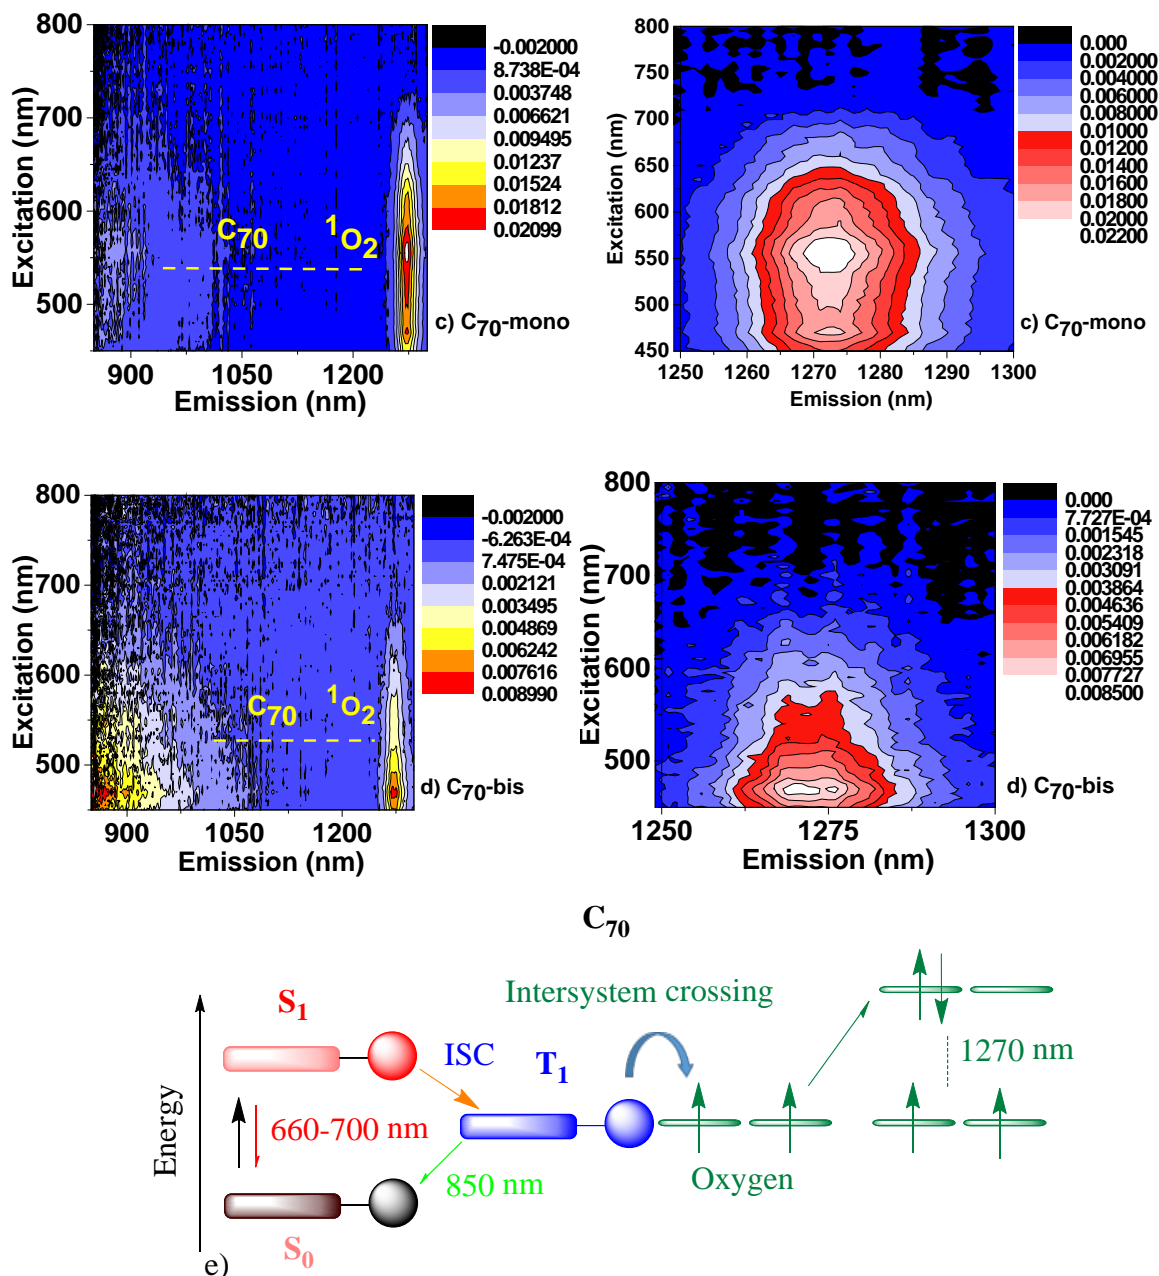 800
700
600
500
Excitation (nm)
900
1050
1200
Emission (nm)
C70
1O2
c) C70-mono
-0.002000
8.738E-04
0.003748
0.006621
0.009495
0.01237
0.01524
0.01812
0.02099
800
750
700
650
600
550
500
450
Excitation (nm)
1250
1260
1270
1280
1290
1300
Emission (nm)
c) C70-mono
0.000
0.002000
0.004000
0.006000
0.008000
0.01000
0.01200
0.01400
0.01600
0.01800
0.02000
0.02200
800
700
600
500
Excitation (nm)
900
1050
1200
Emission (nm)
C70
1O2
d) C70-bis
-0.002000
-6.263E-04
7.475E-04
0.002121
0.003495
0.004869
0.006242
0.007616
0.008990
800
700
600
500
Excitation (nm)
1250
1275
1300
Emission (nm)
d) C70-bis
0.000
7.727E-04
0.001545
0.002318
0.003091
0.003864
0.004636
0.005409
0.006182
0.006955
0.007727
0.008500
C70
Energy
S1
ISC
T1
Intersystem crossing
1270 nm
660-700 nm
850 nm
Oxygen
S0
e)